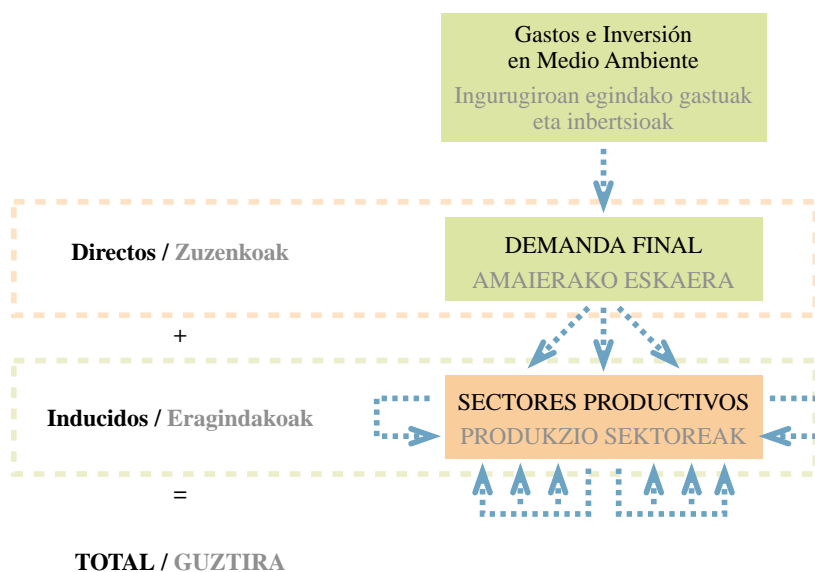 Gastos e Inversión
en Medio Ambiente
Ingurugiroan egindako gastuak
eta inbertsioak
Directos / Zuzenkoak
DEMANDA FINAL
AMAIERAKO ESKAERA
+
Inducidos / Eragindakoak
SECTORES PRODUCTIVOS
PRODUKZIO SEKTOREAK
=
TOTAL / GUZTIRA